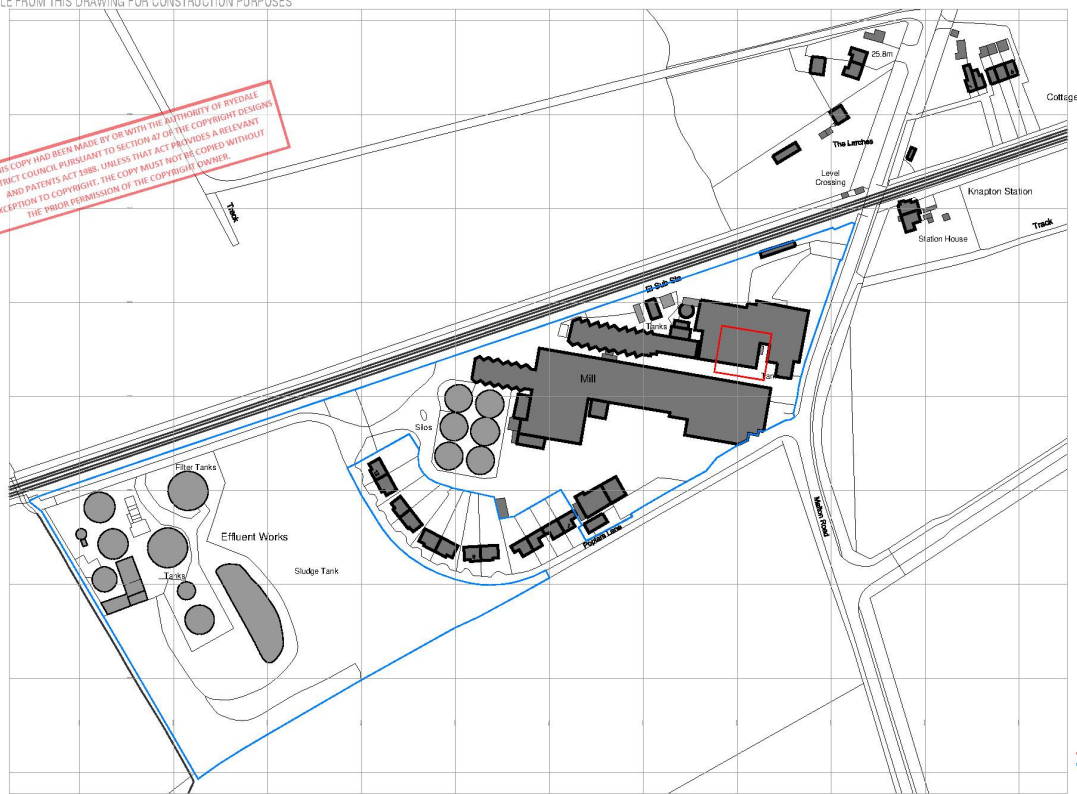 LE FROM THIS DRAWING FOR CONSTRUCTION PURPOSES
IS COPY HAD BEEN MADE BY OR WITH THE AUTHORITY OF RYEDALE
TRICT COUNCIL PURSUANT TO SECTION 47 OF THE COPYRIGHT DESIGNS
AND PATENTS ACT 1988. UNLESS THAT ACT PROVIDES A RELEVANT
XCEPTION TO COPYRIGHT, THE COPY MUST NOT BE COPIED WITHOUT
THE PRIOR PERMISSION OF THE COPYRIGHT OWNER.
25.8m
Cottage
The Larches
Level
Crossing
Knapton Station
Track
Station House
Track
El Sub Sta
Tanks
Mill
Tan
Silos
Filter Tanks
Effluent Works
Tanks
Sludge Tank
Poplars Lane
Malton Road